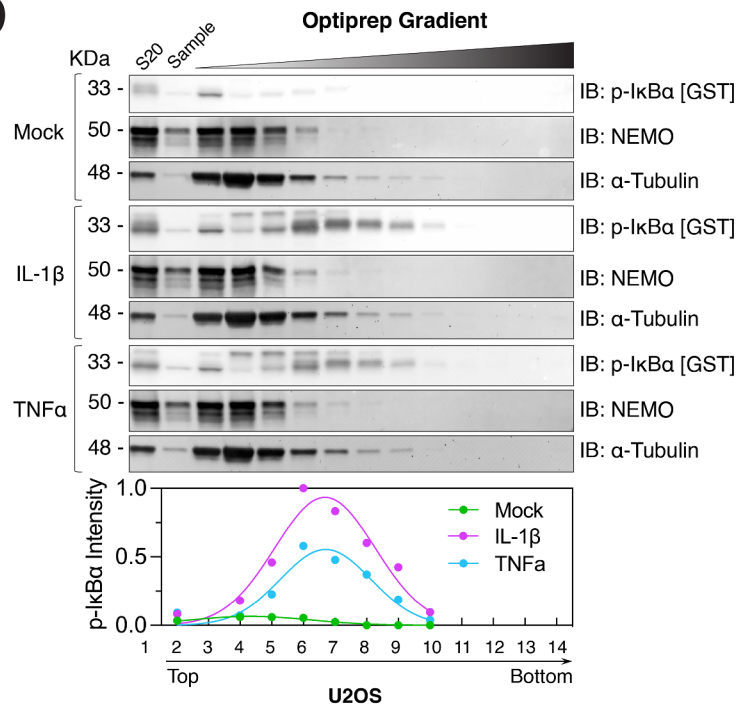 Optiprep Gradient
KDa S20 Sample
Mock
33 - IB: p-IκBα [GST]
50 - IB: NEMO
48 - IB: α-Tubulin
IL-1β
33 - IB: p-IκBα [GST]
50 - IB: NEMO
48 - IB: α-Tubulin
TNFα
33 - IB: p-IκBα [GST]
50 - IB: NEMO
48 - IB: α-Tubulin
p-IκBα Intensity
1.0
0.5
0.0
Mock
IL-1β
TNFa
1 2 3 4 5 6 7 8 9 10 11 12 13 14
Top Bottom
U2OS